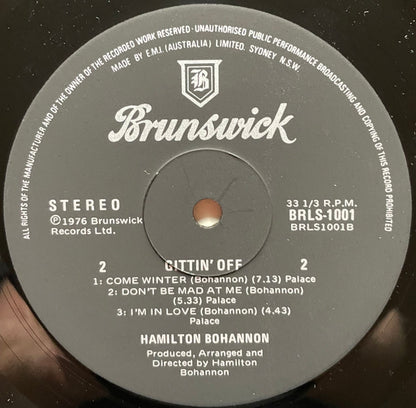 ALL RIGHTS OF THE MANUFACTURER AND OF THE OWNER OF THE RECORDED WORK RESERVED · UNAUTHORISED PUBLIC PERFORMANCE BROADCASTING AND COPYING OF THIS RECORD PROHIBITED
MADE BY E.M.I. (AUSTRALIA) LIMITED. SYDNEY N.S.W.
B
Brunswick
STEREO
℗ 1976 Brunswick
Records Ltd.
33 1/3 R.P.M.
BRLS-1001
BRLS1001B
2 GITTIN' OFF 2
1: COME WINTER (Bohannon) (7.13) Palace
2: DON'T BE MAD AT ME (Bohannon)
(5.33) Palace
3: I'M IN LOVE (Bohannon) (4.43)
Palace
HAMILTON BOHANNON
Produced, Arranged and
Directed by Hamilton
Bohannon